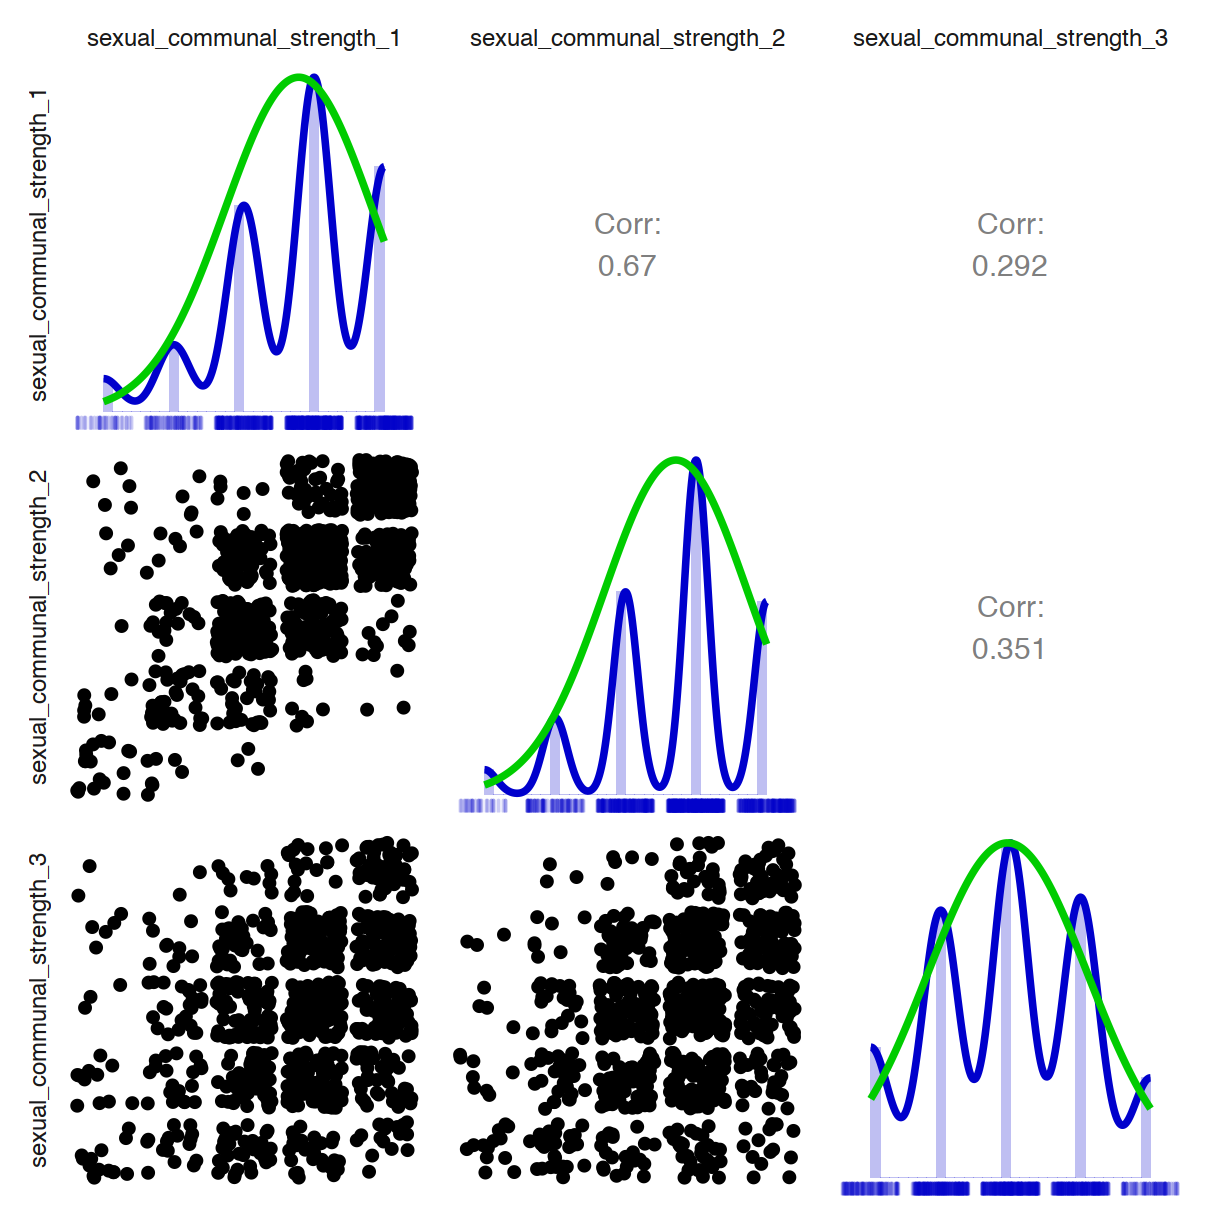 sexual_communal_strength_1
sexual_communal_strength_2
sexual_communal_strength_3
sexual_communal_strength_1
Corr:
0.67
Corr:
0.292
sexual_communal_strength_2
Corr:
0.351
sexual_communal_strength_3